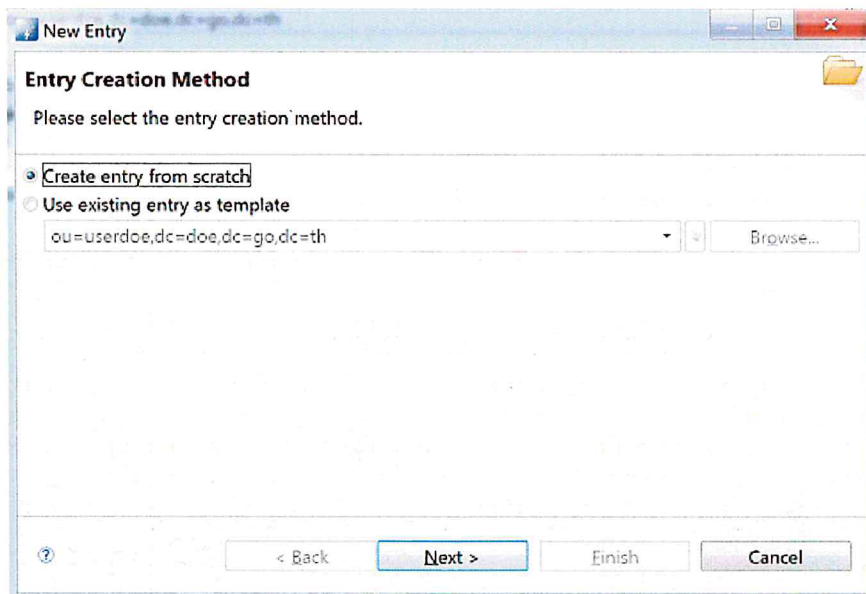 New Entry
Entry Creation Method
Please select the entry creation method.
Create entry from scratch
Use existing entry as template
ou=userdoe,dc=doe,dc=go,dc=th
Browse...
< Back
Next >
Finish
Cancel